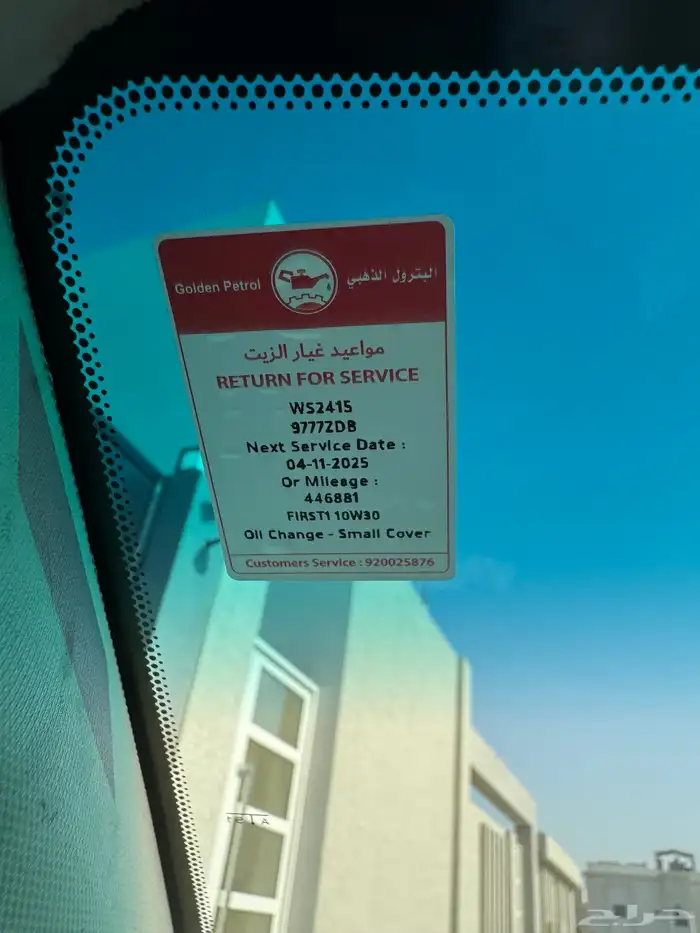 Golden Petrol البترول الذهبي
مواعيد غيار الزيت
RETURN FOR SERVICE
WS2415
9777ZDB
Next Service Date :
04-11-2025
Or Mileage :
446881
FIRST1 10W30
Oil Change - Small Cover
Customers Service : 920025876
حراج